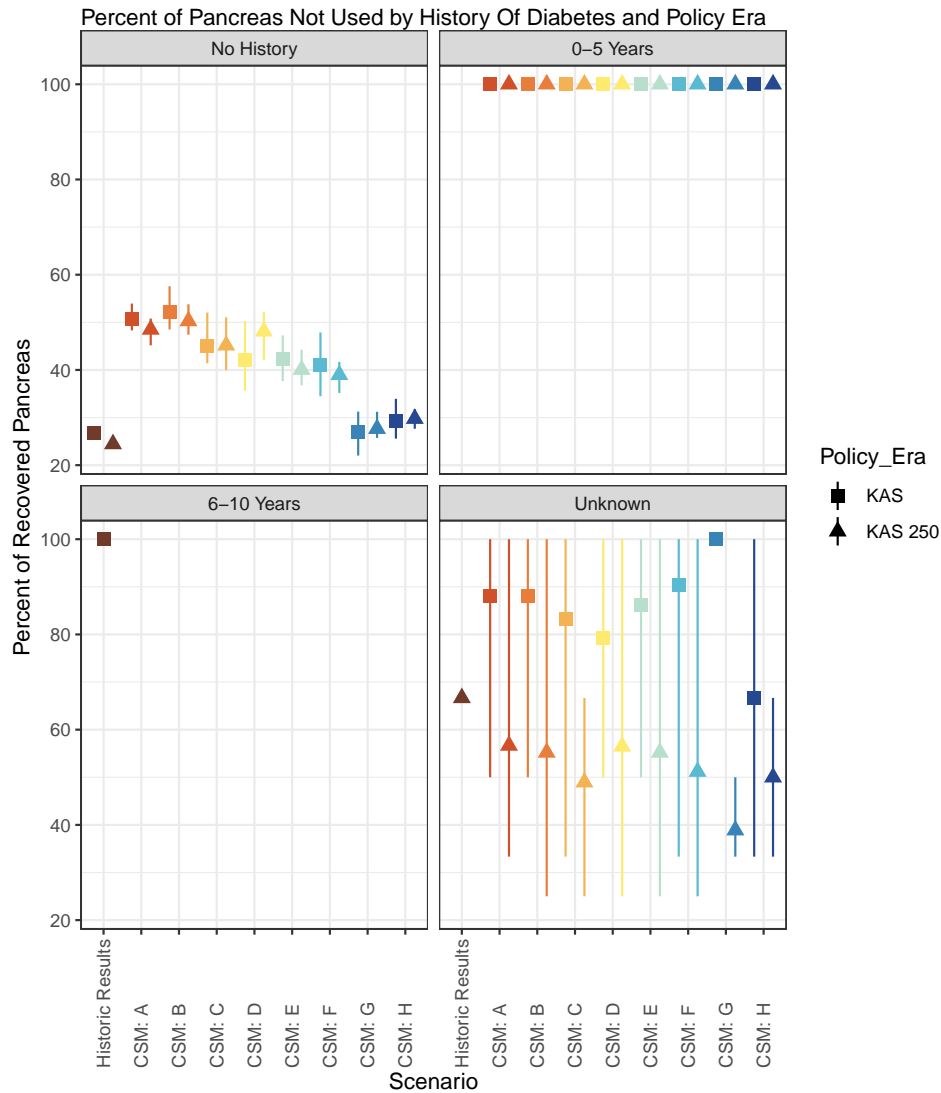 Percent of Pancreas Not Used by History Of Diabetes and Policy Era
No History
0−5 Years
100
80
60
40
20
6−10 Years
Unknown
100
80
60
40
20
Percent of Recovered Pancreas
Historic Results
CSM: A
CSM: B
CSM: C
CSM: D
CSM: E
CSM: F
CSM: G
CSM: H
Historic Results
CSM: A
CSM: B
CSM: C
CSM: D
CSM: E
CSM: F
CSM: G
CSM: H
Scenario
Policy_Era
KAS
KAS 250